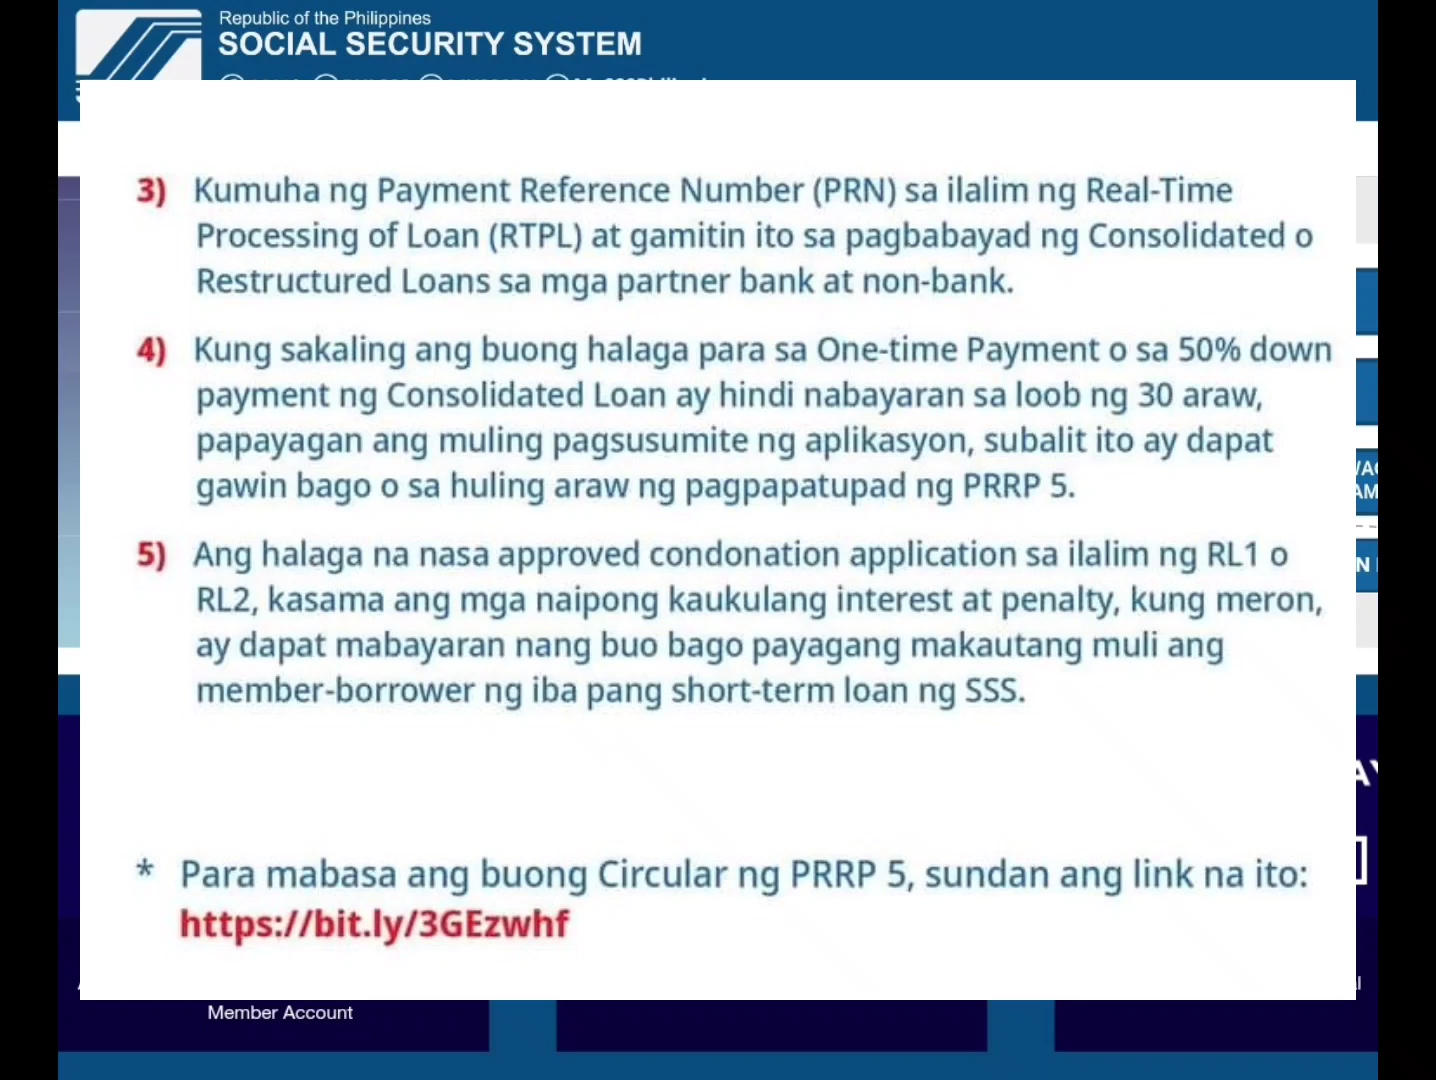 Republic of the Philippines
SOCIAL SECURITY SYSTEM
3) Kumuha ng Payment Reference Number (PRN) sa ilalim ng Real-Time
Processing of Loan (RTPL) at gamitin ito sa pagbabayad ng Consolidated o
Restructured Loans sa mga partner bank at non-bank.
4) Kung sakaling ang buong halaga para sa One-time Payment o sa 50% down
payment ng Consolidated Loan ay hindi nabayaran sa loob ng 30 araw,
papayagan ang muling pagsusumite ng aplikasyon, subalit ito ay dapat
gawin bago o sa huling araw ng pagpapatupad ng PRRP 5.
5) Ang halaga na nasa approved condonation application sa ilalim ng RL1 o
RL2, kasama ang mga naipong kaukulang interest at penalty, kung meron,
ay dapat mabayaran nang buo bago payagang makautang muli ang
member-borrower ng iba pang short-term loan ng SSS.
* Para mabasa ang buong Circular ng PRRP 5, sundan ang link na ito:
https://bit.ly/3GEzwhf
Member Account